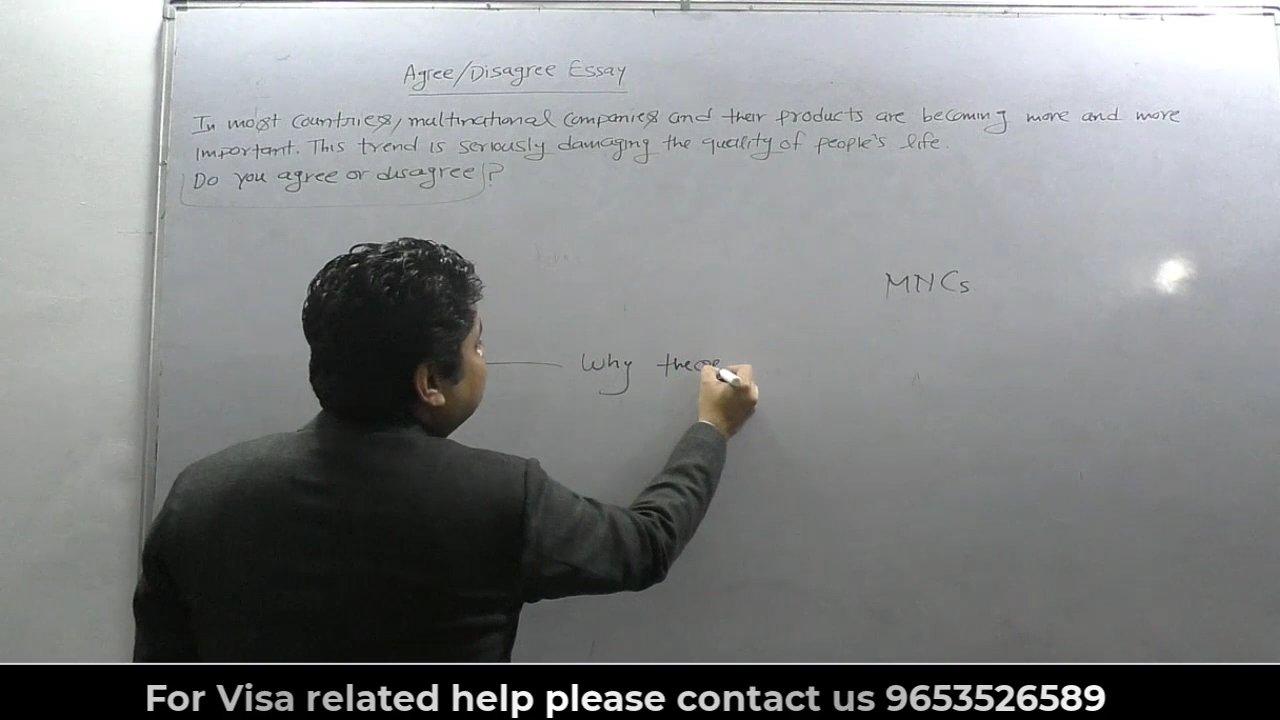 Agree/Disagree Essay
In most countries, multinational companies and their products are becoming more and more
important. This trend is seriously damaging the quality of people's life.
Do you agree or disagree?
MNCs
Why these
For Visa related help please contact us 9653526589